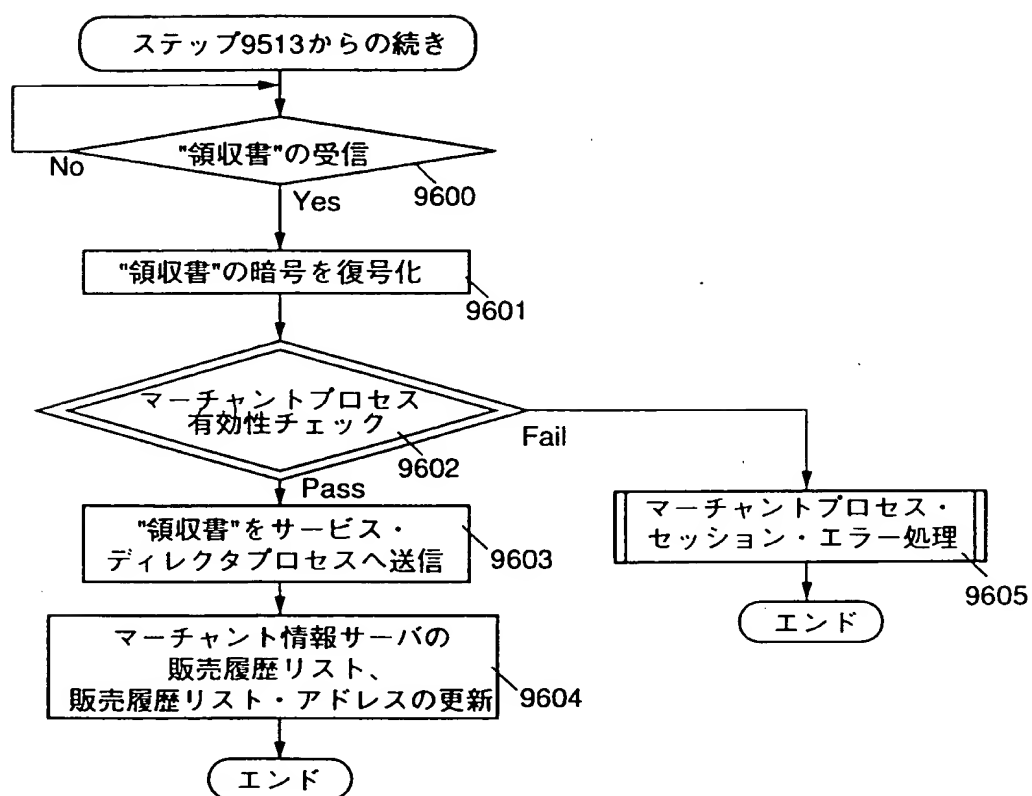 ステップ9513からの続き
"領収書"の受信
No
9600
Yes
"領収書"の暗号を復号化
9601
マーチャントプロセス
有効性チェック
9602
Fail
Pass
"領収書"をサービス・
ディレクタプロセスへ送信
9603
マーチャントプロセス・
セッション・エラー処理
9605
エンド
マーチャント情報サーバの
販売履歴リスト、
販売履歴リスト・アドレスの更新
9604
エンド